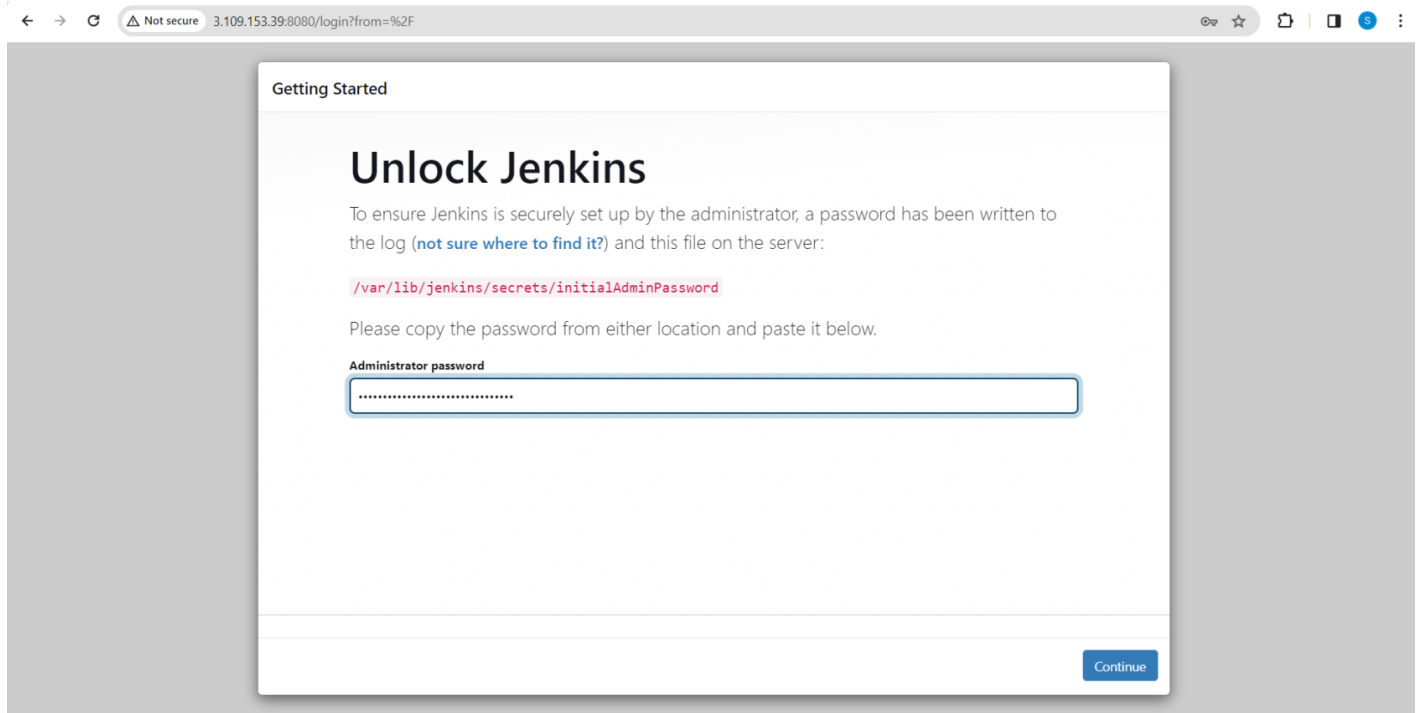 Not secure
3.109.153.39:8080/login?from=%2F
S
Getting Started
Unlock Jenkins
To ensure Jenkins is securely set up by the administrator, a password has been written to
the log (not sure where to find it?) and this file on the server:
/var/lib/jenkins/secrets/initialAdminPassword
Please copy the password from either location and paste it below.
Administrator password
••••••••••••••••••••••••••••••••
Continue